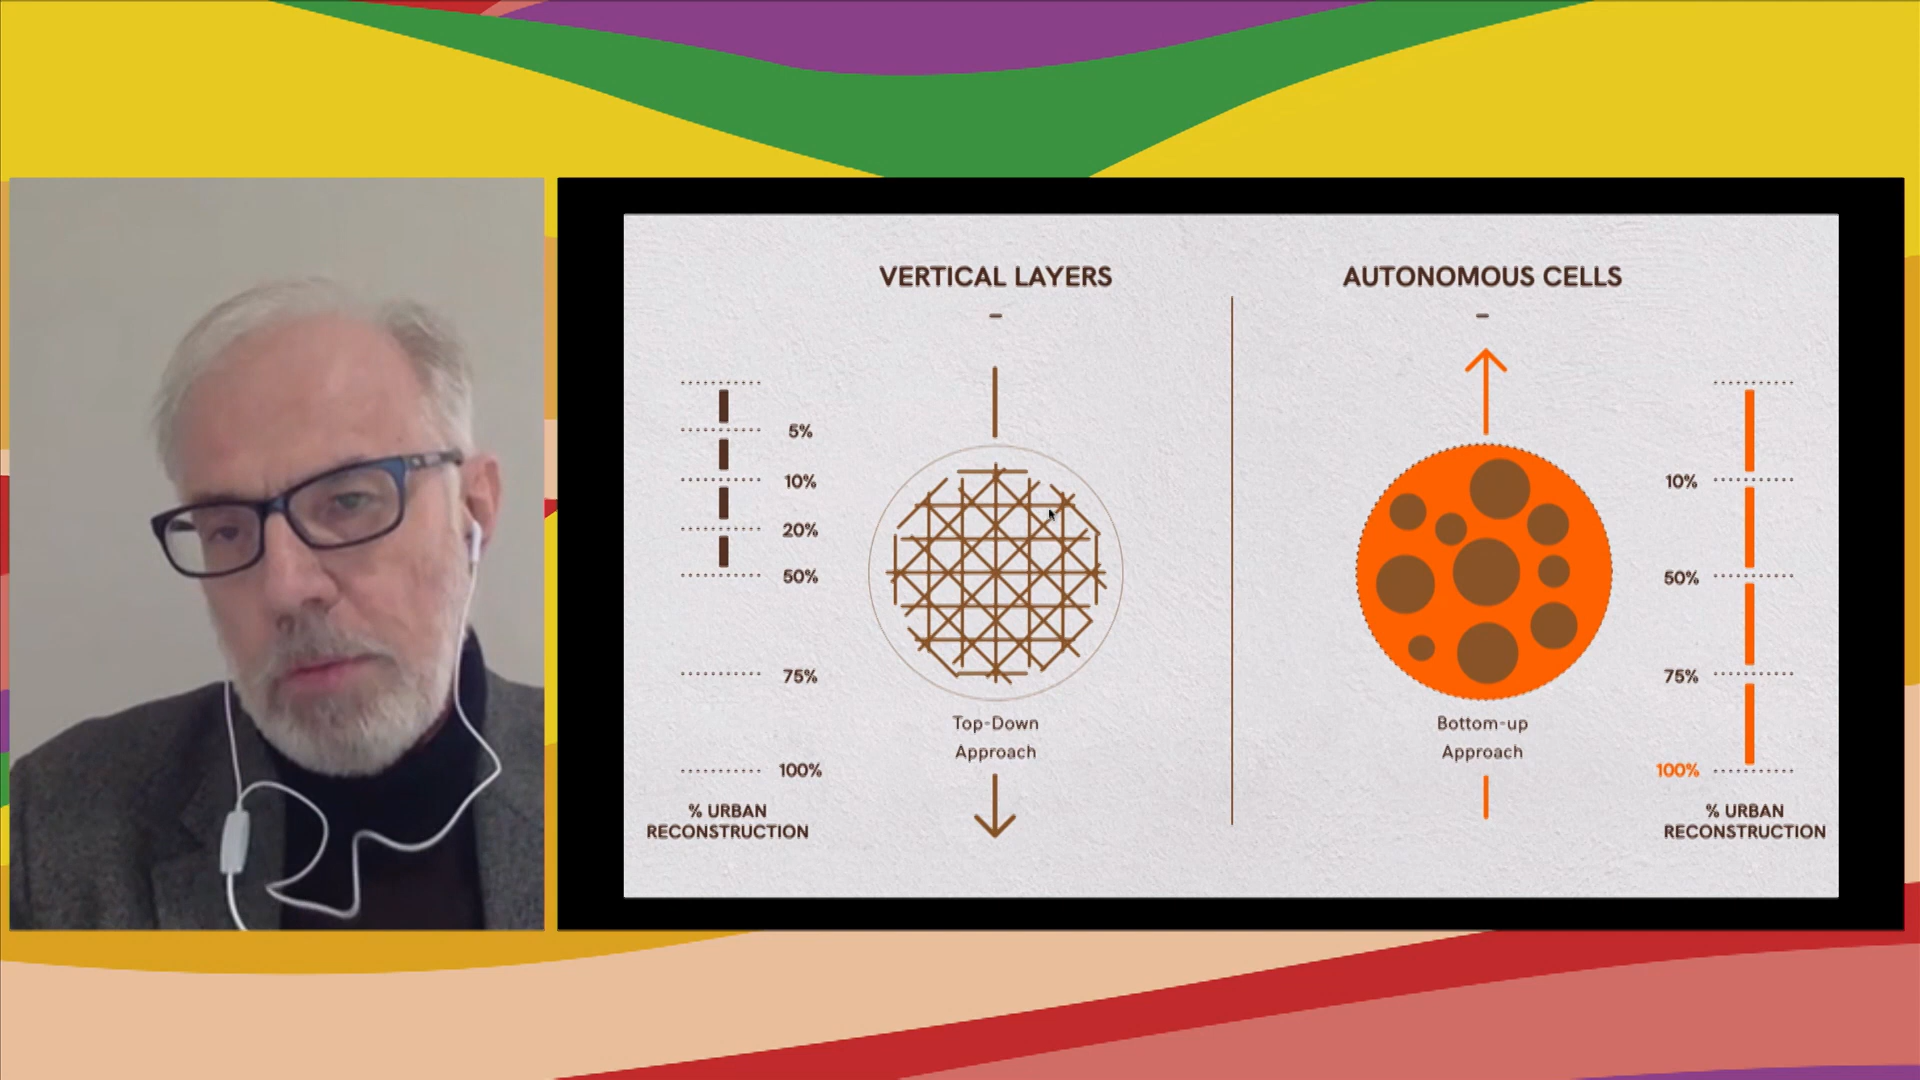 VERTICAL LAYERS
–
5%
10%
20%
50%
75%
100%
% URBAN
RECONSTRUCTION
Top-Down
Approach
AUTONOMOUS CELLS
–
Bottom-up
Approach
10%
50%
75%
100%
% URBAN
RECONSTRUCTION